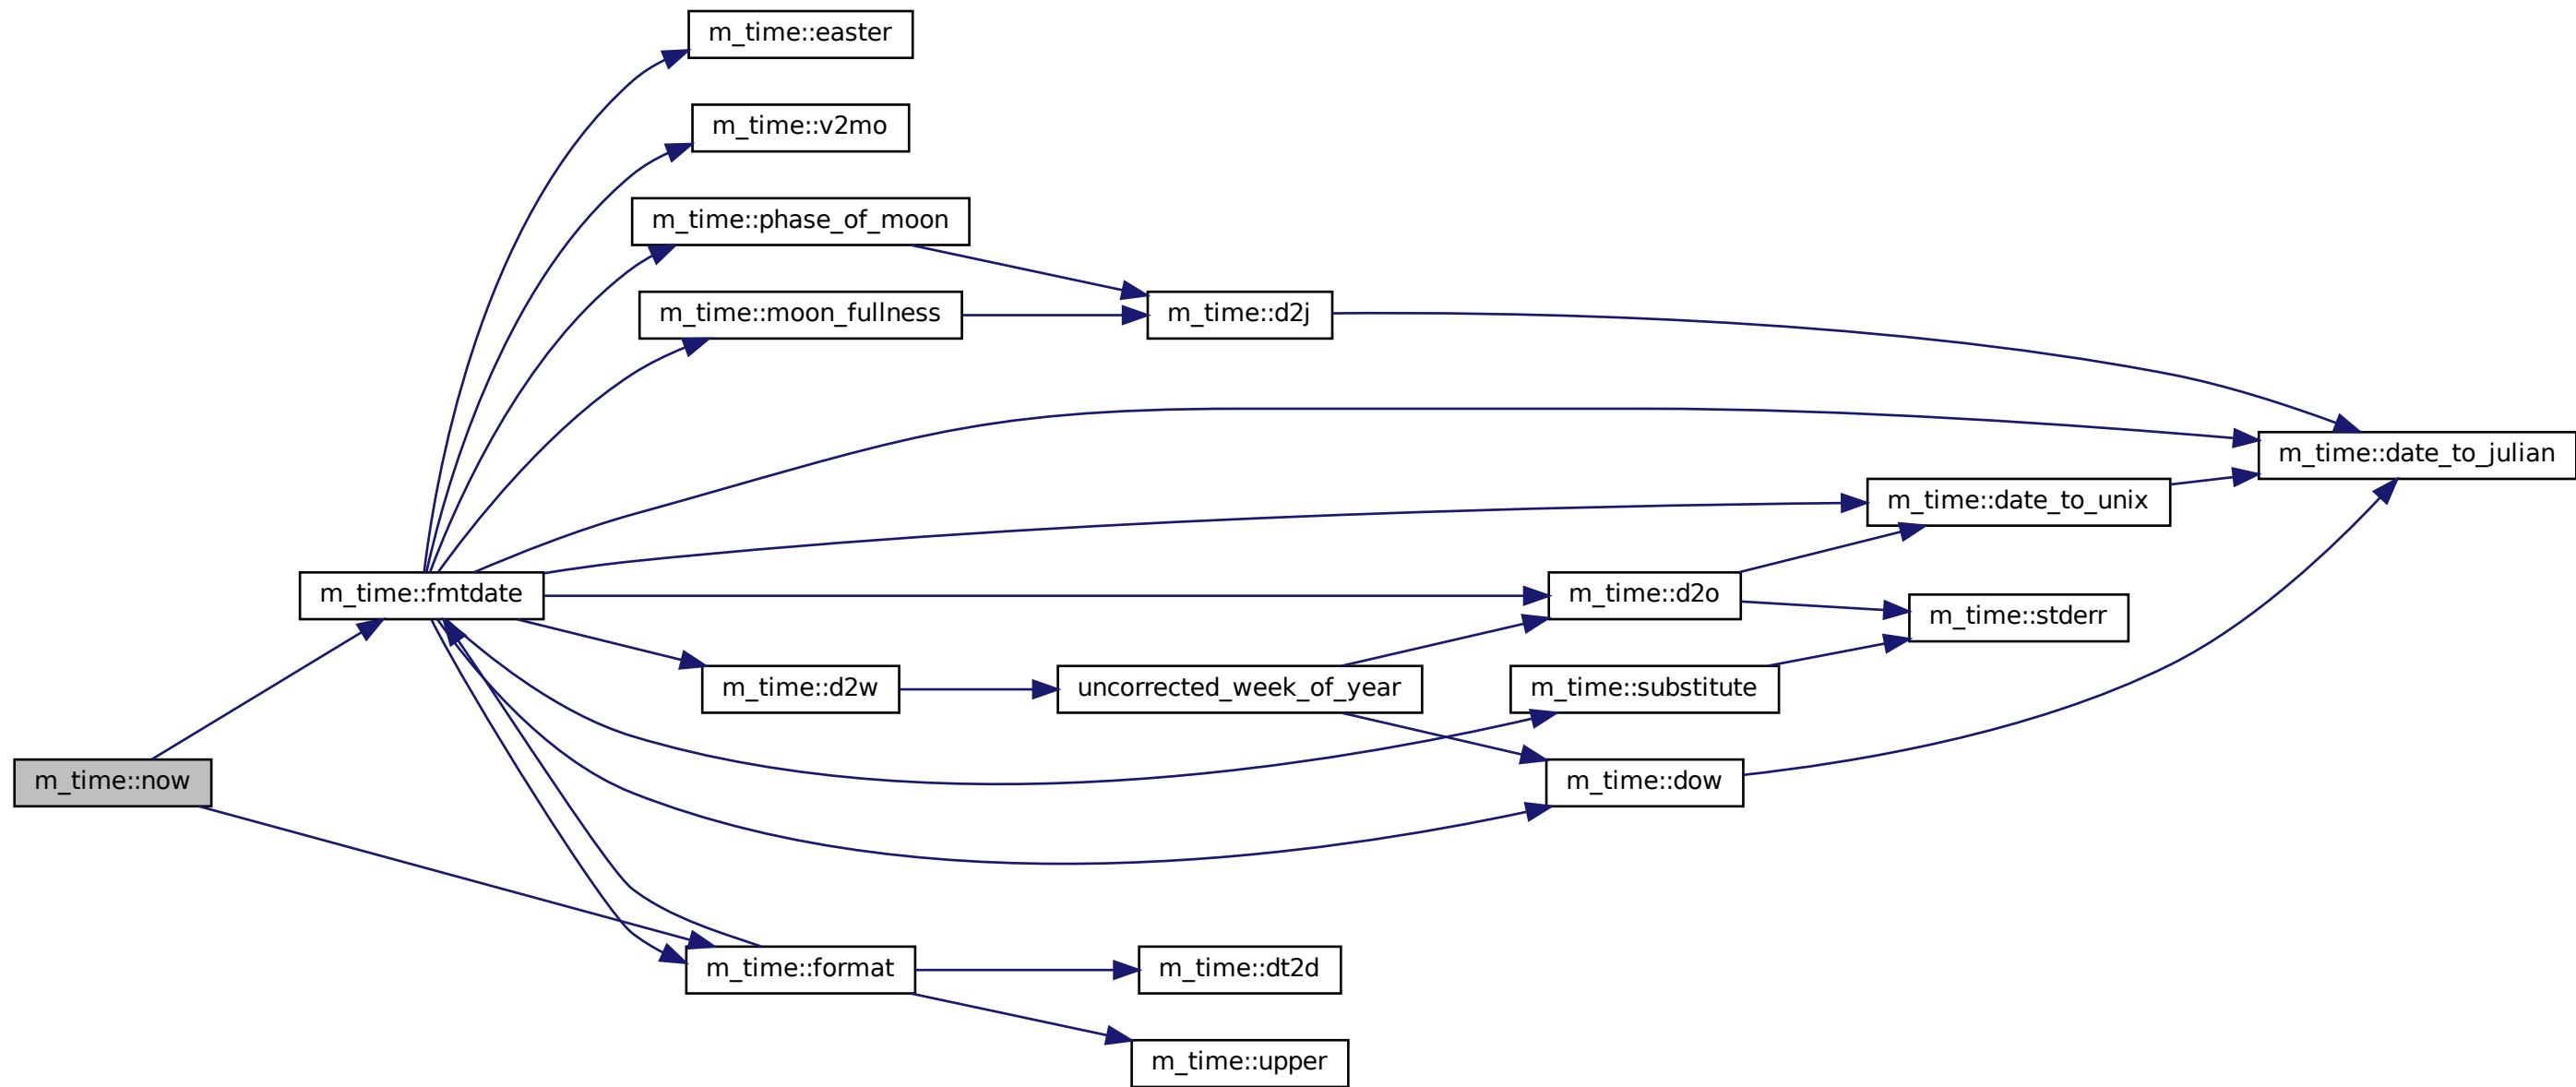 m_time::easter
m_time::v2mo
m_time::phase_of_moon
m_time::moon_fullness
m_time::d2j
m_time::date_to_julian
m_time::date_to_unix
m_time::fmtdate
m_time::d2o
m_time::stderr
m_time::d2w
uncorrected_week_of_year
m_time::substitute
m_time::now
m_time::dow
m_time::format
m_time::dt2d
m_time::upper